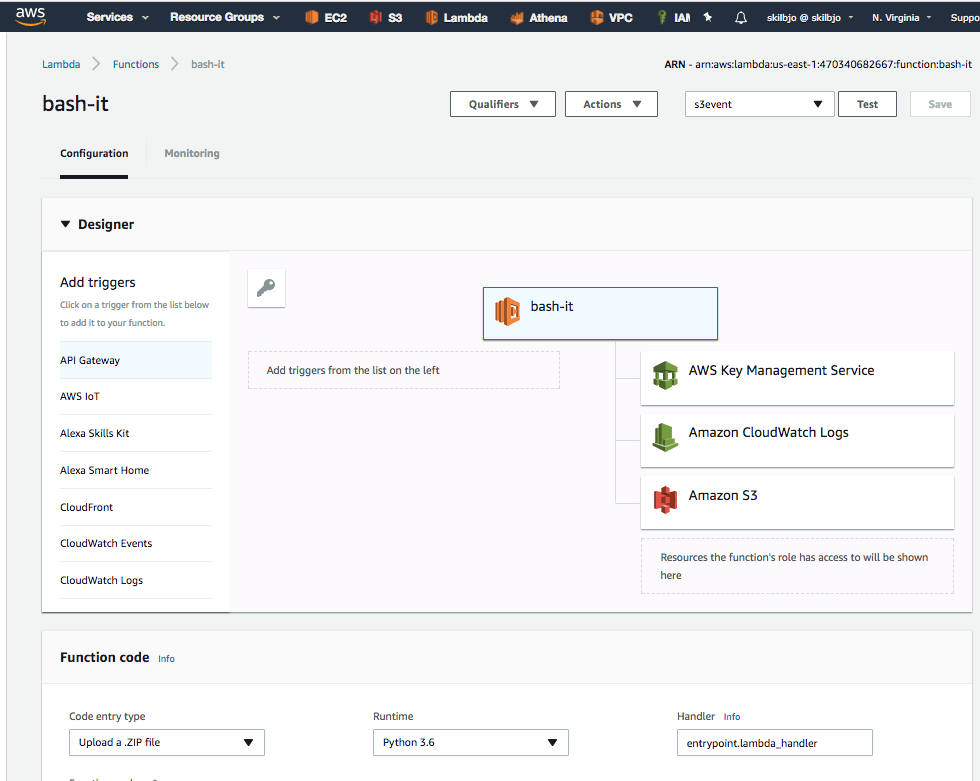 aws Services Resource Groups EC2 S3 Lambda Athena VPC skilbjo @ skilbjo N. Virginia
Lambda Functions bash-it ARN - arn:aws:lambda:us-east-1:470340682667:function:bash-it
bash-it Qualifiers Actions s3event Test Save
Configuration Monitoring
Designer
Add triggers
Click on a trigger from the list below
to add it to your function.
API Gateway
AWS IoT
Alexa Skills Kit
Alexa Smart Home
CloudFront
CloudWatch Events
CloudWatch Logs
bash-it
Add triggers from the list on the left
AWS Key Management Service
Amazon CloudWatch Logs
Amazon S3
Resources the function's role has access to will be shown
here
Function code Info
Code entry type Runtime Handler Info
Upload a .ZIP file Python 3.6 entrypoint.lambda_handler